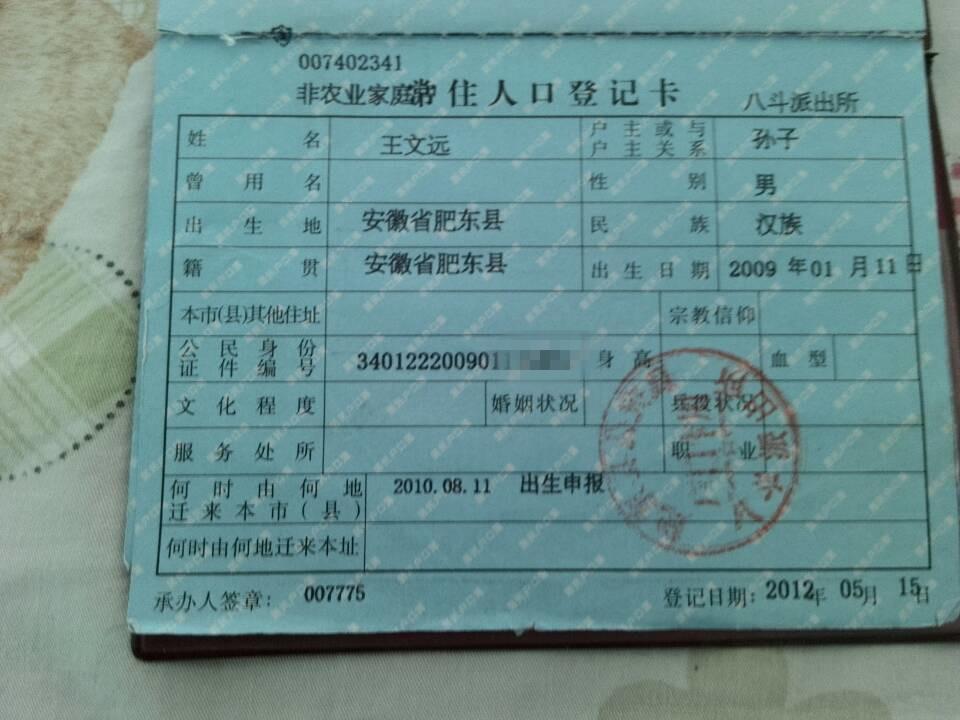 007402341
非农业家庭户 常住人口登记卡 八斗派出所
姓名 王文远 户主或与户主关系 孙子
曾用名 性别 男
出生地 安徽省肥东县 民族 汉族
籍贯 安徽省肥东县 出生日期 2009年01月11日
本市(县)其他住址 宗教信仰
公民身份证件编号 3401222009011 身高 血型
文化程度 婚姻状况 兵役状况
服务处所 职业
何时由何地迁来本市(县) 2010.08.11 出生申报
何时由何地迁来本址
承办人签章: 007775 登记日期: 2012年05月15日